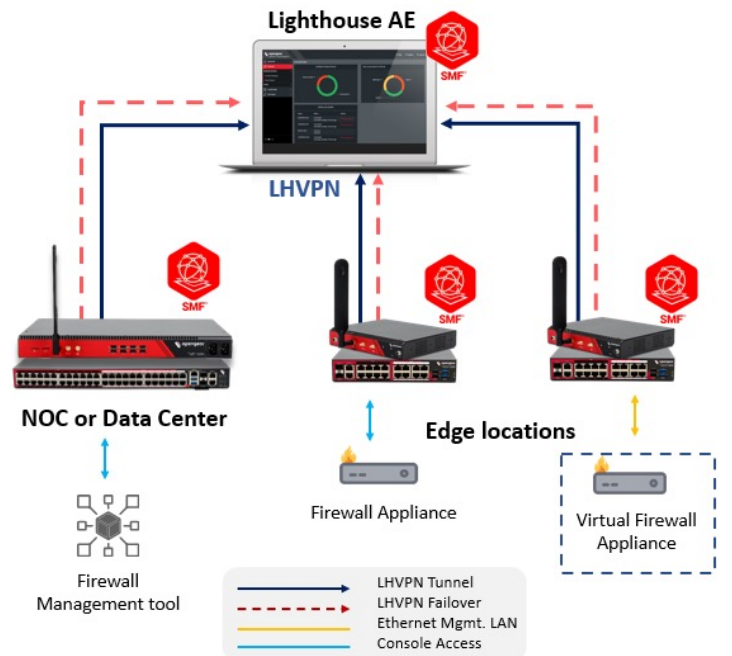 Lighthouse AE
SMF
LHVPN
SMF
SMF
SMF
opengear
NOC or Data Center
Edge locations
Firewall Appliance
Virtual Firewall
Appliance
Firewall
Management tool
LHVPN Tunnel
LHVPN Failover
Ethernet Mgmt. LAN
Console Access